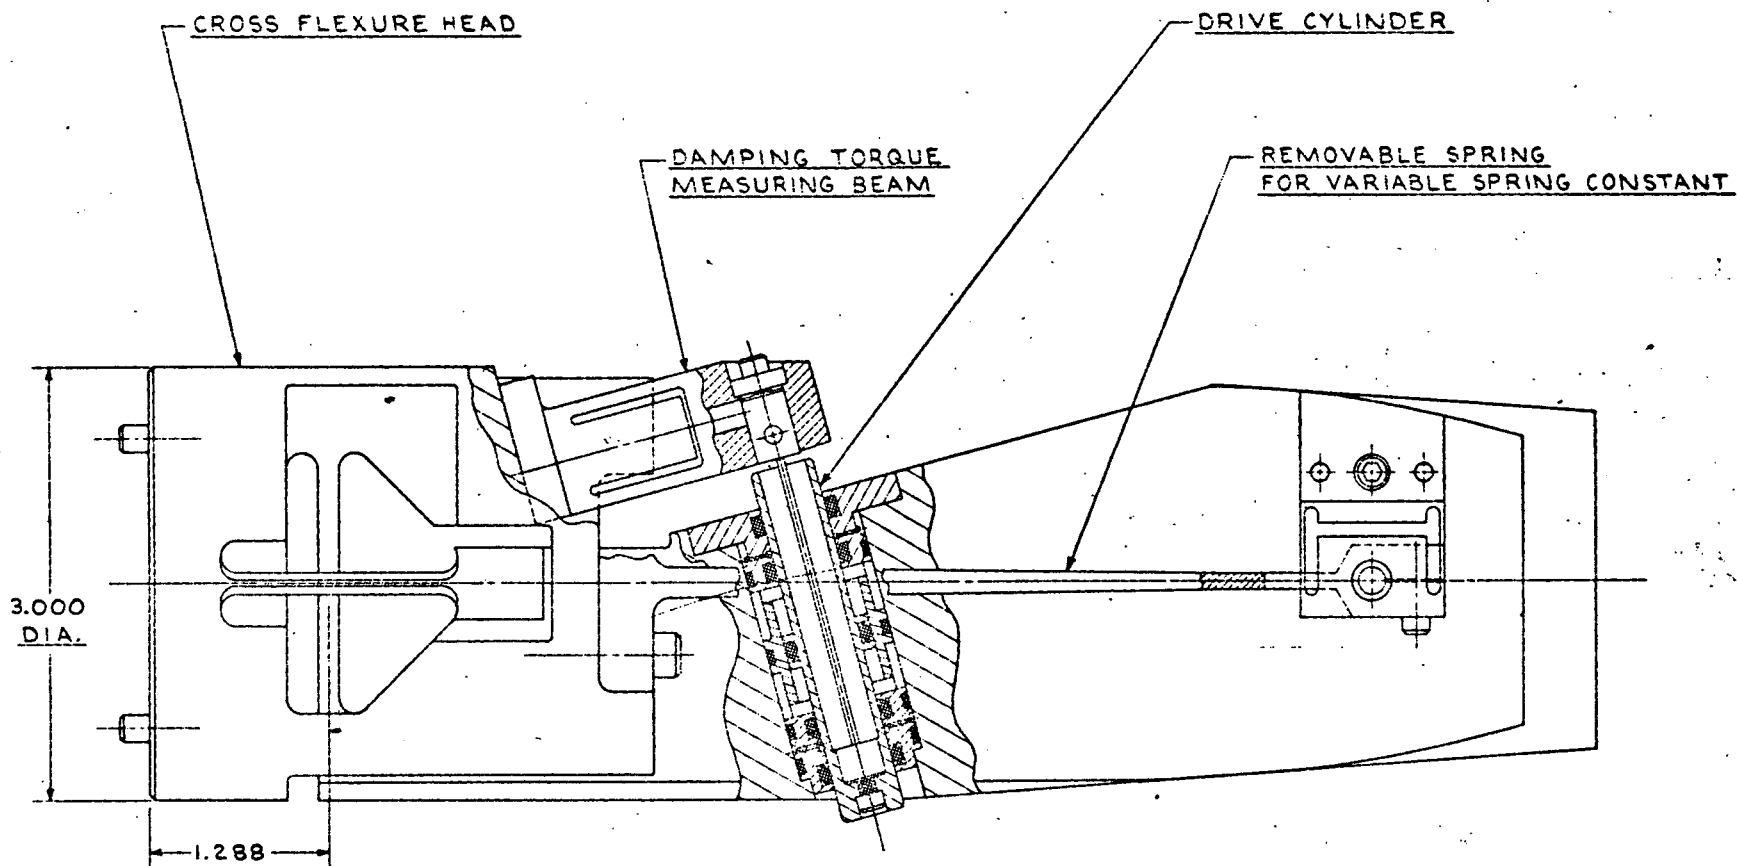 CROSS FLEXURE HEAD
DRIVE CYLINDER
DAMPING TORQUE
MEASURING BEAM
REMOVABLE SPRING
FOR VARIABLE SPRING CONSTANT
3.000
DIA.
1.288